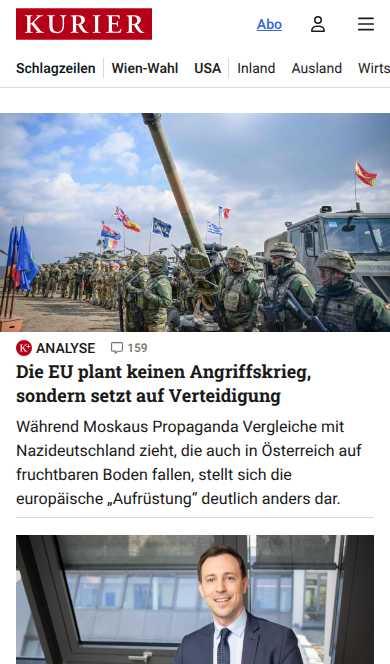 KURIER
Abo
Schlagzeilen Wien-Wahl USA Inland Ausland Wirts
K+ ANALYSE 159
Die EU plant keinen Angriffskrieg,
sondern setzt auf Verteidigung
Während Moskaus Propaganda Vergleiche mit
Nazideutschland zieht, die auch in Österreich auf
fruchtbaren Boden fallen, stellt sich die
europäische „Aufrüstung“ deutlich anders dar.